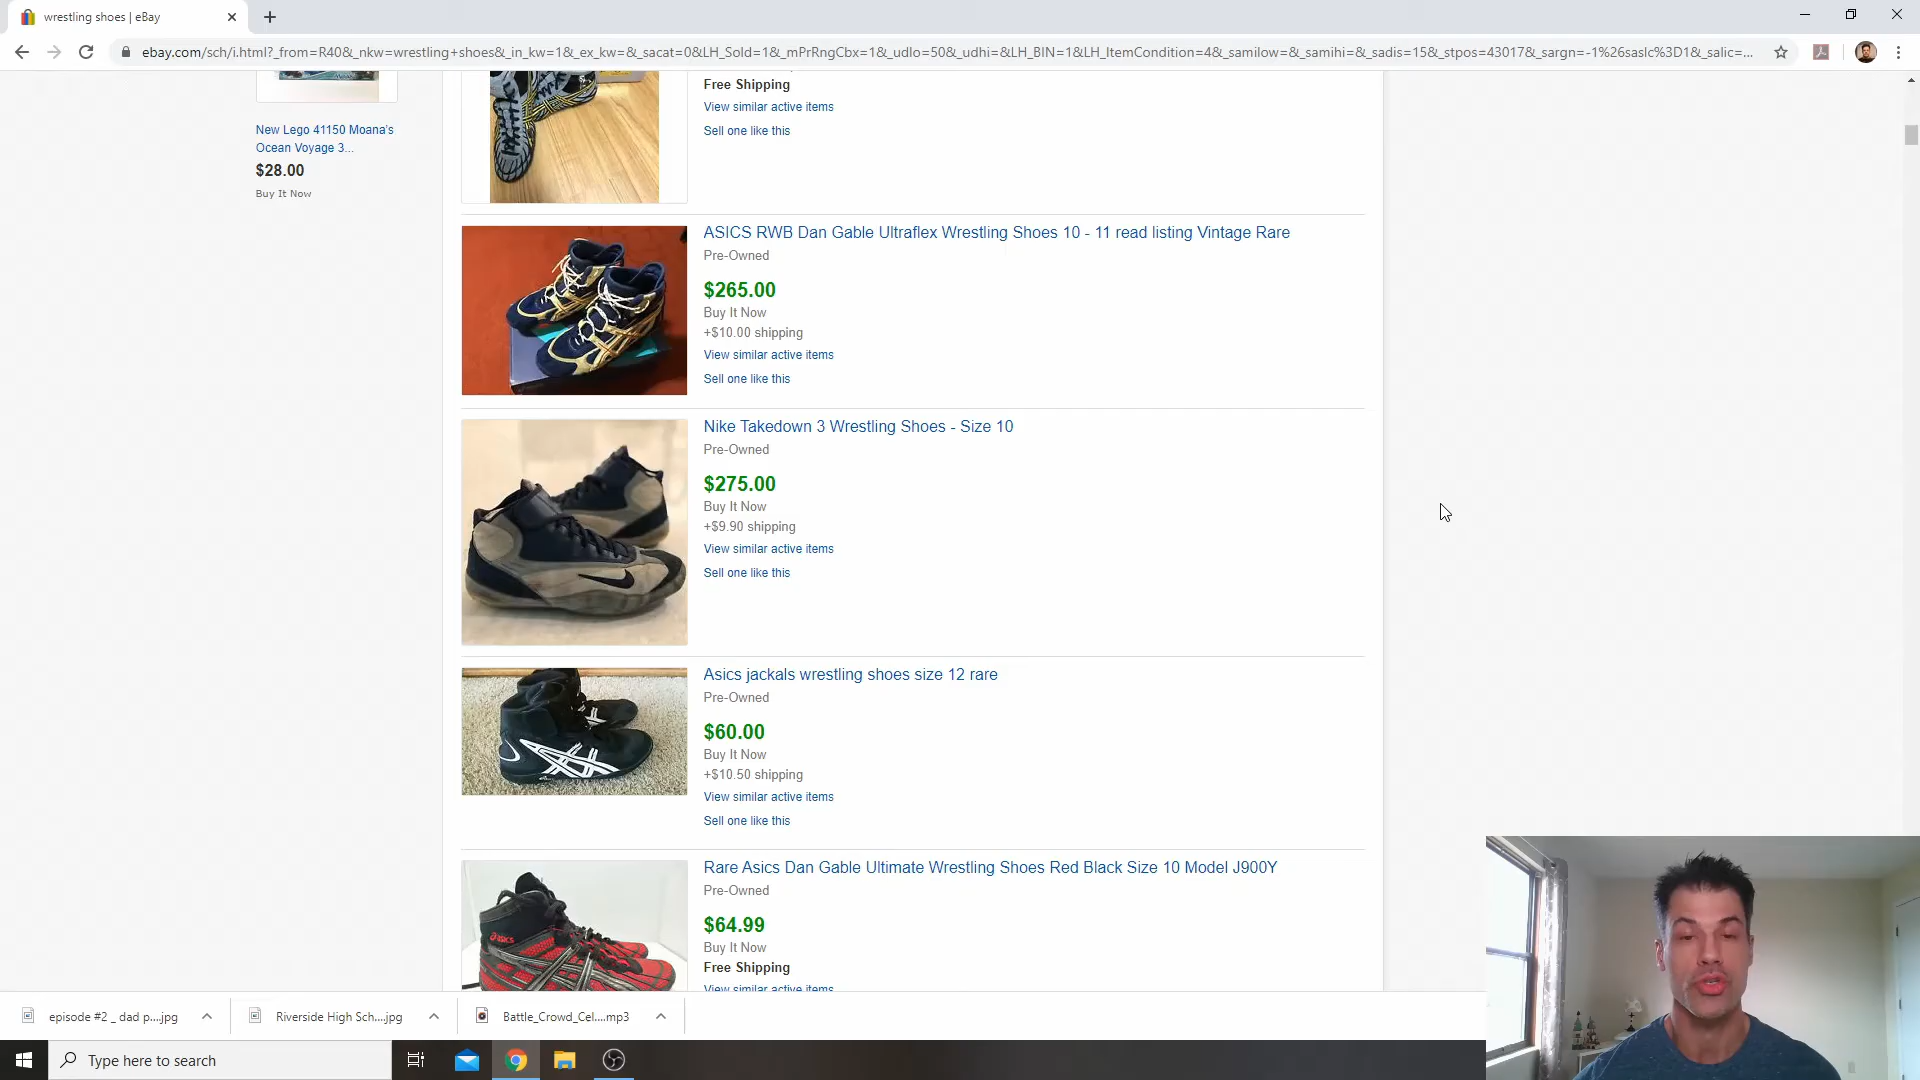 wrestling shoes | eBay
ebay.com/sch/i.html?_from=R40&_nkw=wrestling+shoes&_in_kw=1&_ex_kw=&_sacat=0&LH_Sold=1&_mPrRngCbx=1&_udlo=50&_udhi=&LH_BIN=1&LH_ItemCondition=4&_samilow=&_samihi=&_sadis=15&_stpos=43017&_sargn=-1%26saslc%3D1&_salic=...
New Lego 41150 Moana's
Ocean Voyage 3...
$28.00
Buy It Now
Free Shipping
View similar active items
Sell one like this
ASICS RWB Dan Gable Ultraflex Wrestling Shoes 10 - 11 read listing Vintage Rare
Pre-Owned
$265.00
Buy It Now
+$10.00 shipping
View similar active items
Sell one like this
Nike Takedown 3 Wrestling Shoes - Size 10
Pre-Owned
$275.00
Buy It Now
+$9.90 shipping
View similar active items
Sell one like this
Asics jackals wrestling shoes size 12 rare
Pre-Owned
$60.00
Buy It Now
+$10.50 shipping
View similar active items
Sell one like this
Rare Asics Dan Gable Ultimate Wrestling Shoes Red Black Size 10 Model J900Y
Pre-Owned
$64.99
Buy It Now
Free Shipping
View similar active items
asics
episode #2 _ dad p....jpg
Riverside High Sch....jpg
Battle_Crowd_Cel....mp3
Type here to search